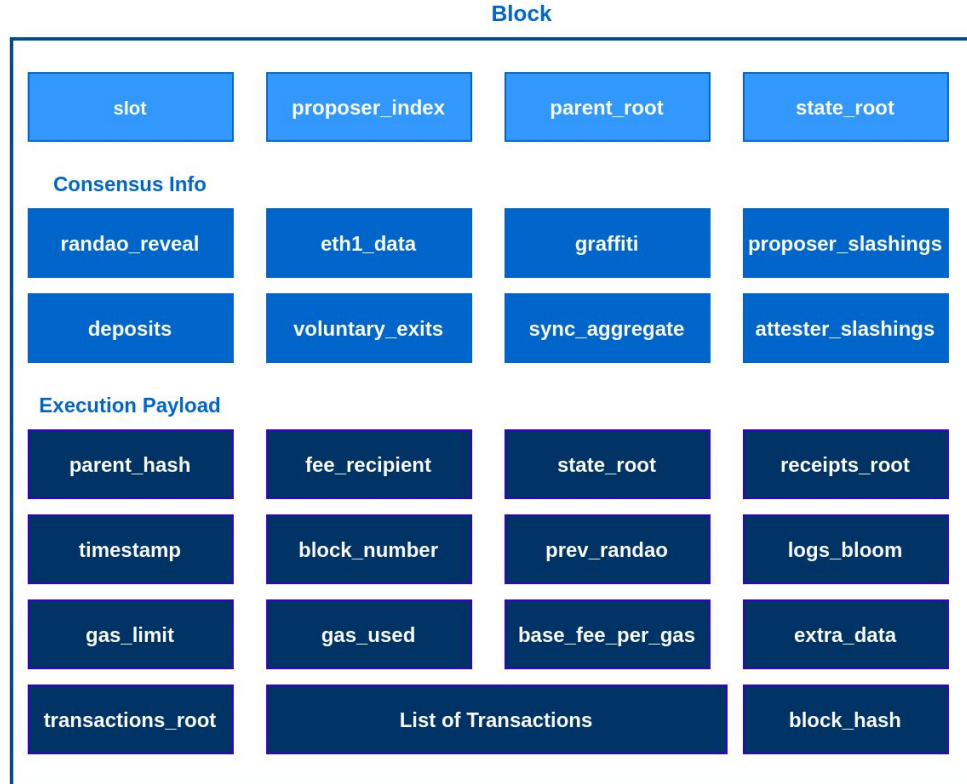 Block
slot
proposer_index
parent_root
state_root
Consensus Info
randao_reveal
eth1_data
graffiti
proposer_slashings
deposits
voluntary_exits
sync_aggregate
attester_slashings
Execution Payload
parent_hash
fee_recipient
state_root
receipts_root
timestamp
block_number
prev_randao
logs_bloom
gas_limit
gas_used
base_fee_per_gas
extra_data
transactions_root
List of Transactions
block_hash